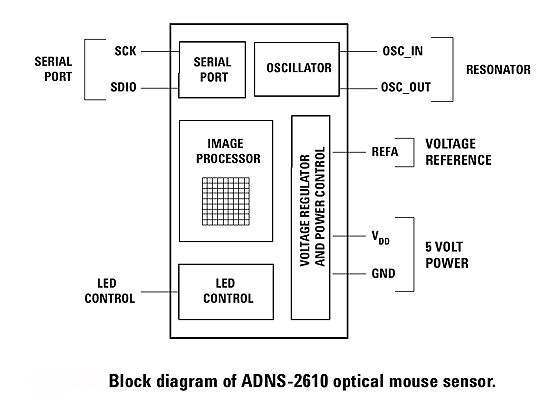 SERIAL
PORT
SCK
SDIO
SERIAL
PORT
OSCILLATOR
OSC_IN
OSC_OUT
RESONATOR
IMAGE
PROCESSOR
VOLTAGE REGULATOR
AND POWER CONTROL
REFA
VOLTAGE
REFERENCE
VDD
GND
5 VOLT
POWER
LED
CONTROL
LED
CONTROL
Block diagram of ADNS-2610 optical mouse sensor.